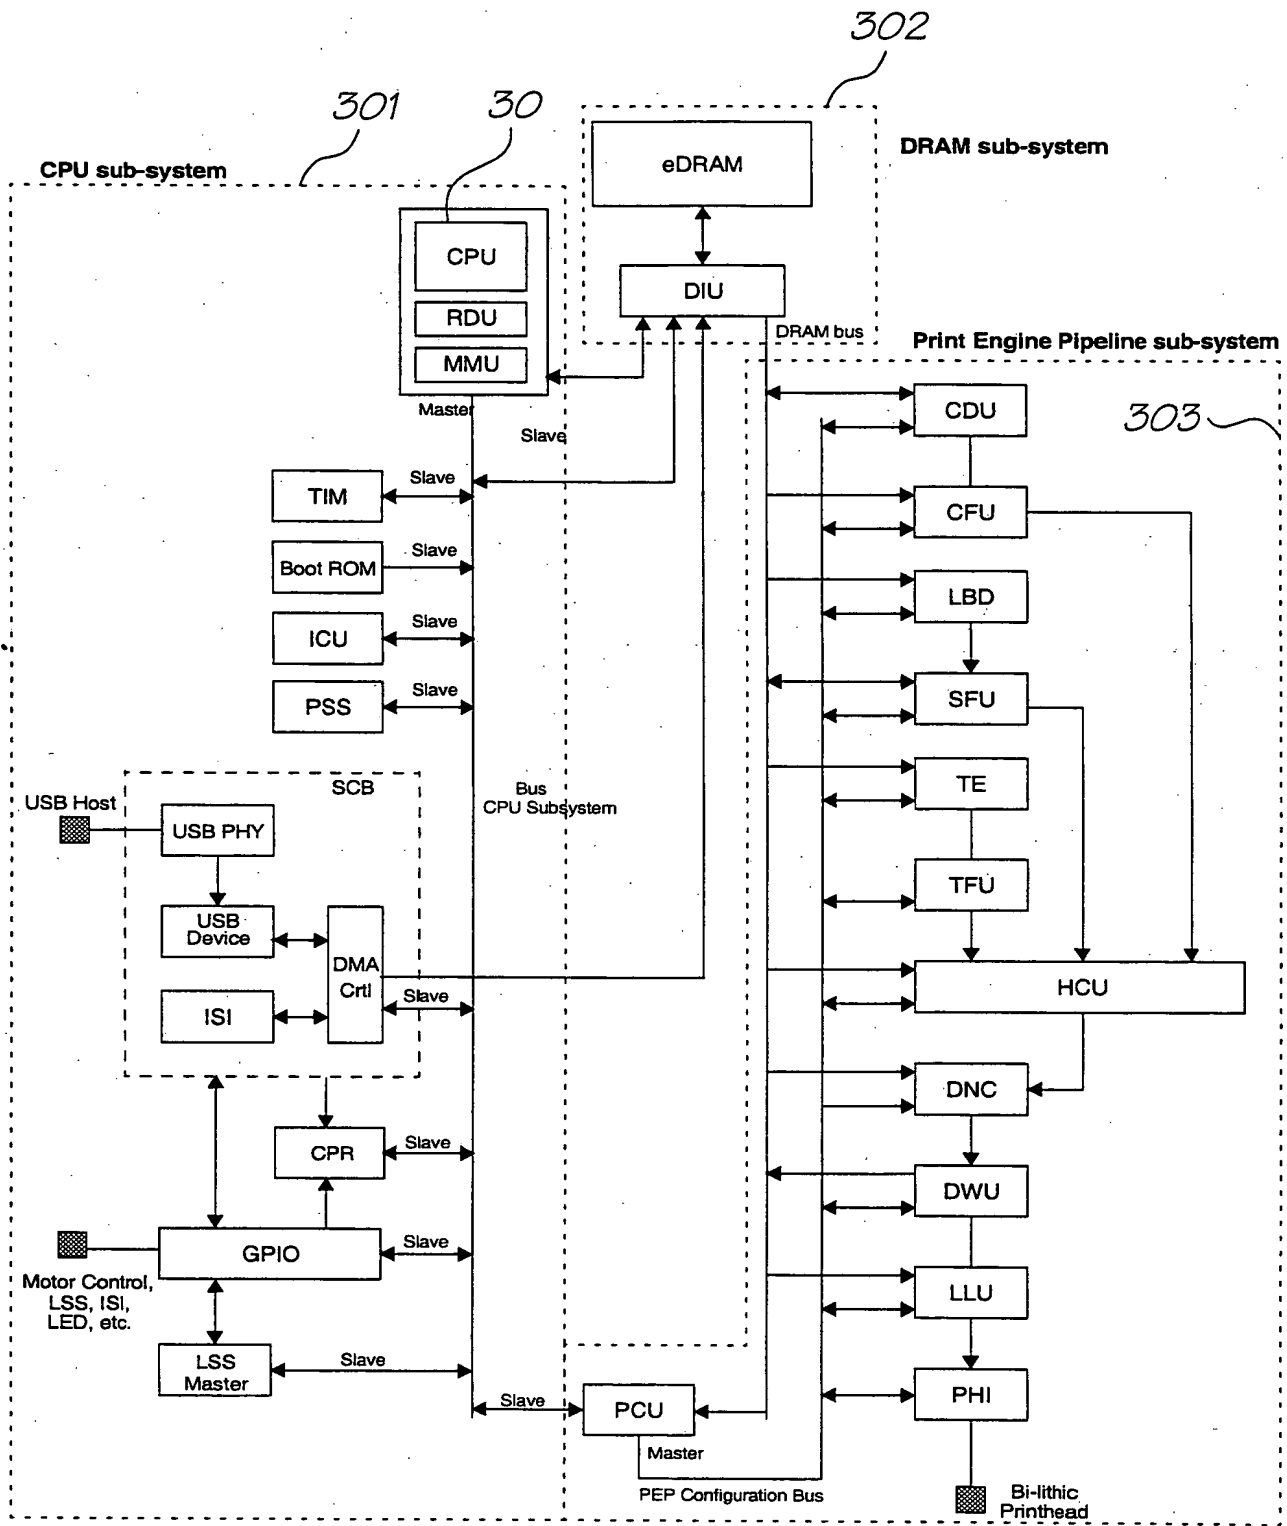 302
301
30
CPU sub-system
eDRAM
DRAM sub-system
CPU
DIU
RDU
DRAM bus
Print Engine Pipeline sub-system
MMU
Master
CDU
303
Slave
Slave
TIM
CFU
Slave
Boot ROM
LBD
Slave
ICU
Slave
PSS
SFU
SCB
Bus
CPU Subsystem
TE
USB Host
USB PHY
TFU
USB
Device
DMA
Crtl
HCU
Slave
ISI
DNC
CPR
Slave
DWU
GPIO
Slave
Motor Control,
LSS, ISI,
LED, etc.
LLU
LSS
Master
Slave
PHI
Slave
PCU
Master
PEP Configuration Bus
Bi-lithic
Printhead